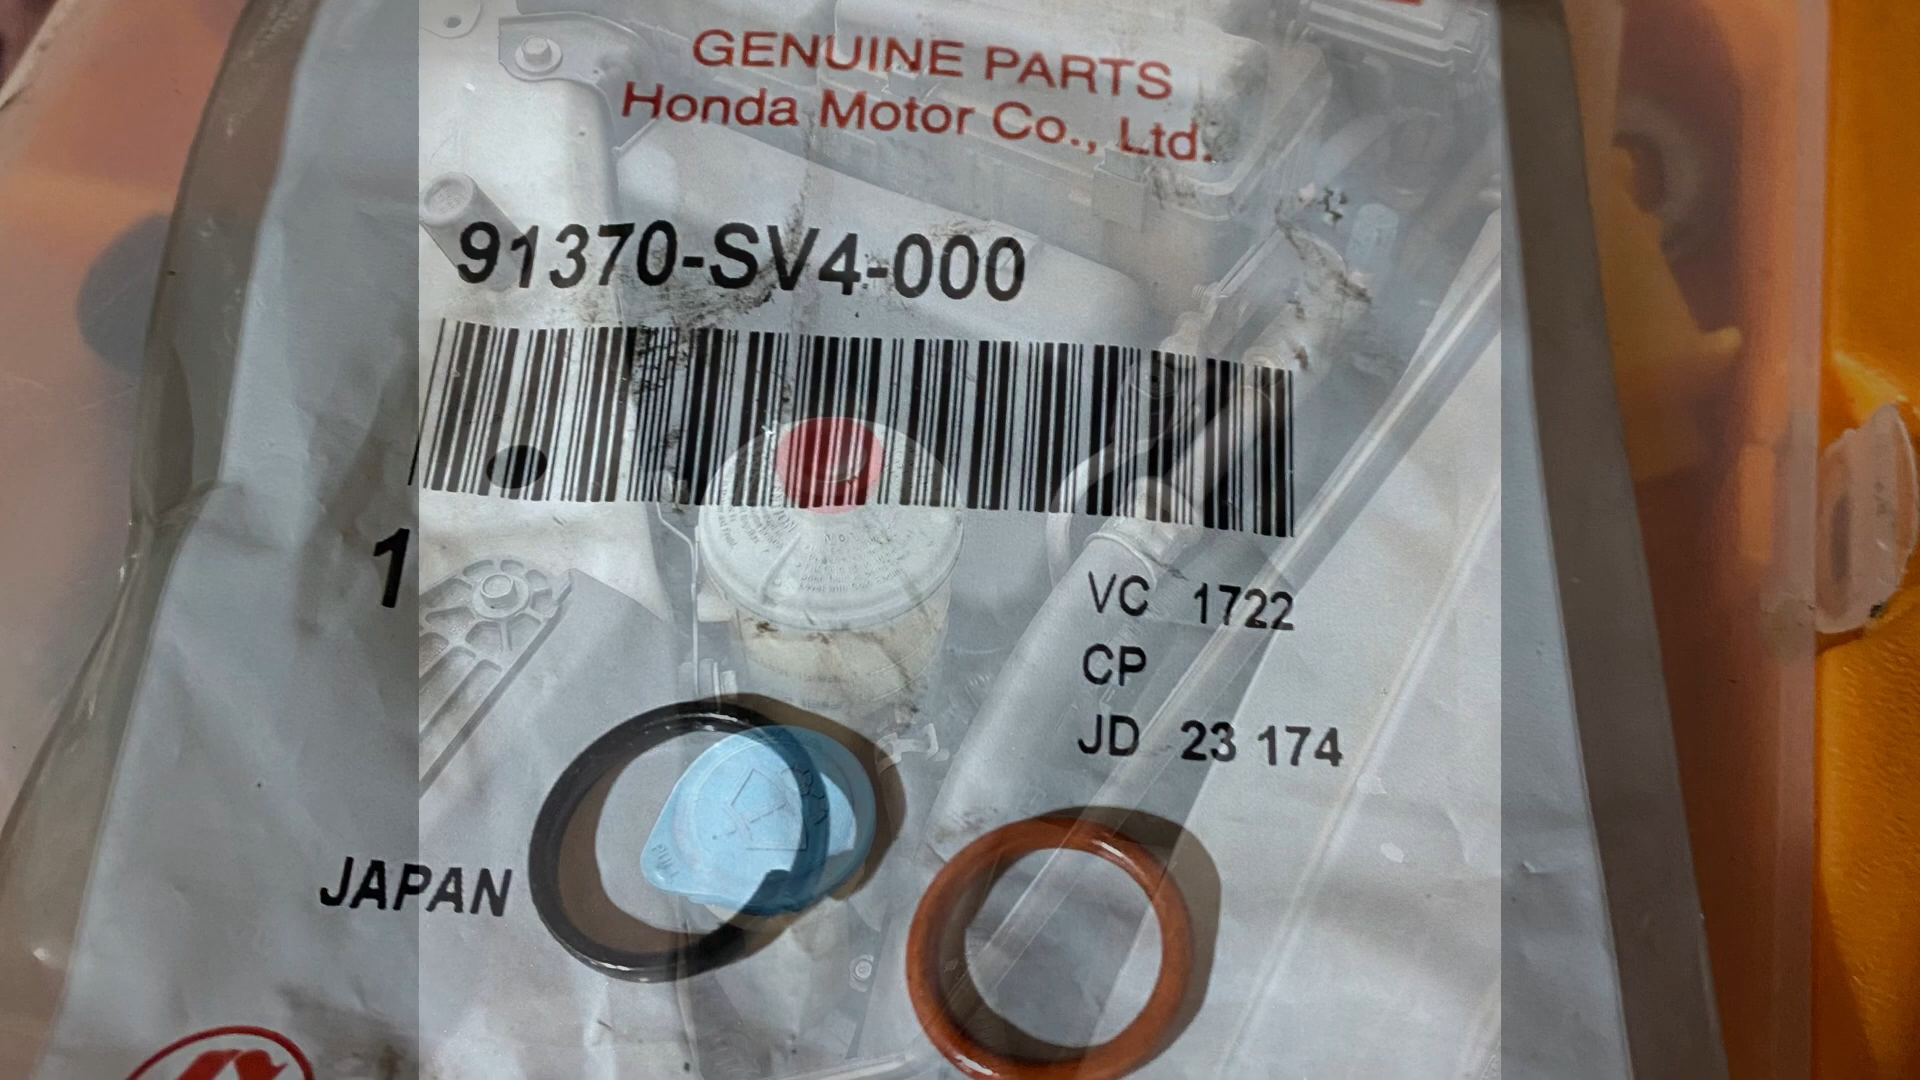 GENUINE PARTS
Honda Motor Co., Ltd.
91370-SV4-000
1
VC 1722
CP
JD 23 174
JAPAN